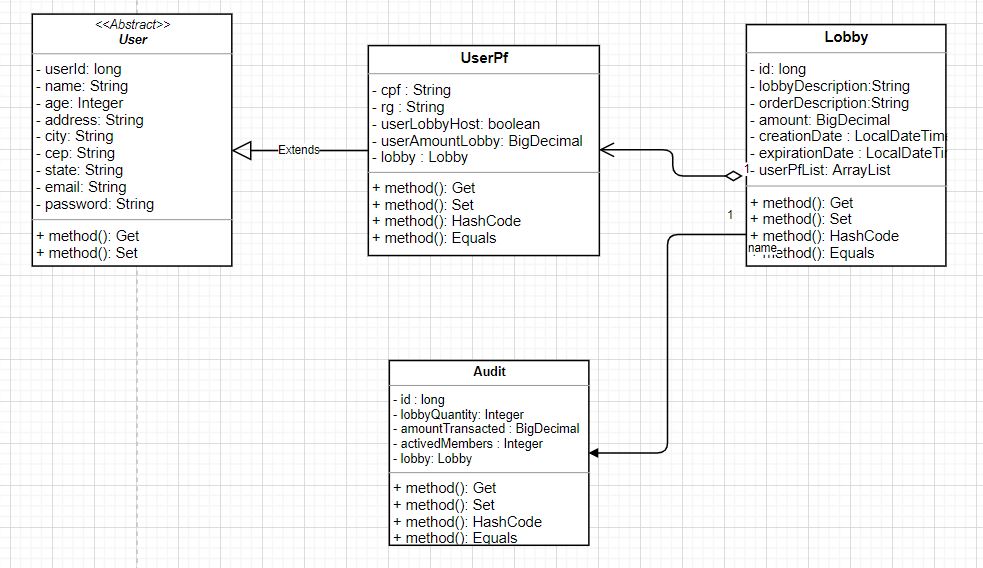 <<Abstract>>
User
- userId: long
- name: String
- age: Integer
- address: String
- city: String
- cep: String
- state: String
- email: String
- password: String
+ method(): Get
+ method(): Set
Extends
UserPf
- cpf : String
- rg : String
- userLobbyHost: boolean
- userAmountLobby: BigDecimal
- lobby : Lobby
+ method(): Get
+ method(): Set
+ method(): HashCode
+ method(): Equals
1
1
name
Lobby
- id: long
- lobbyDescription:String
- orderDescription:String
- amount: BigDecimal
- creationDate : LocalDateTim
- expirationDate : LocalDateTi
- userPfList: ArrayList
+ method(): Get
+ method(): Set
+ method(): HashCode
method(): Equals
Audit
- id : long
- lobbyQuantity: Integer
- amountTransacted : BigDecimal
- activedMembers : Integer
- lobby: Lobby
+ method(): Get
+ method(): Set
+ method(): HashCode
+ method(): Equals